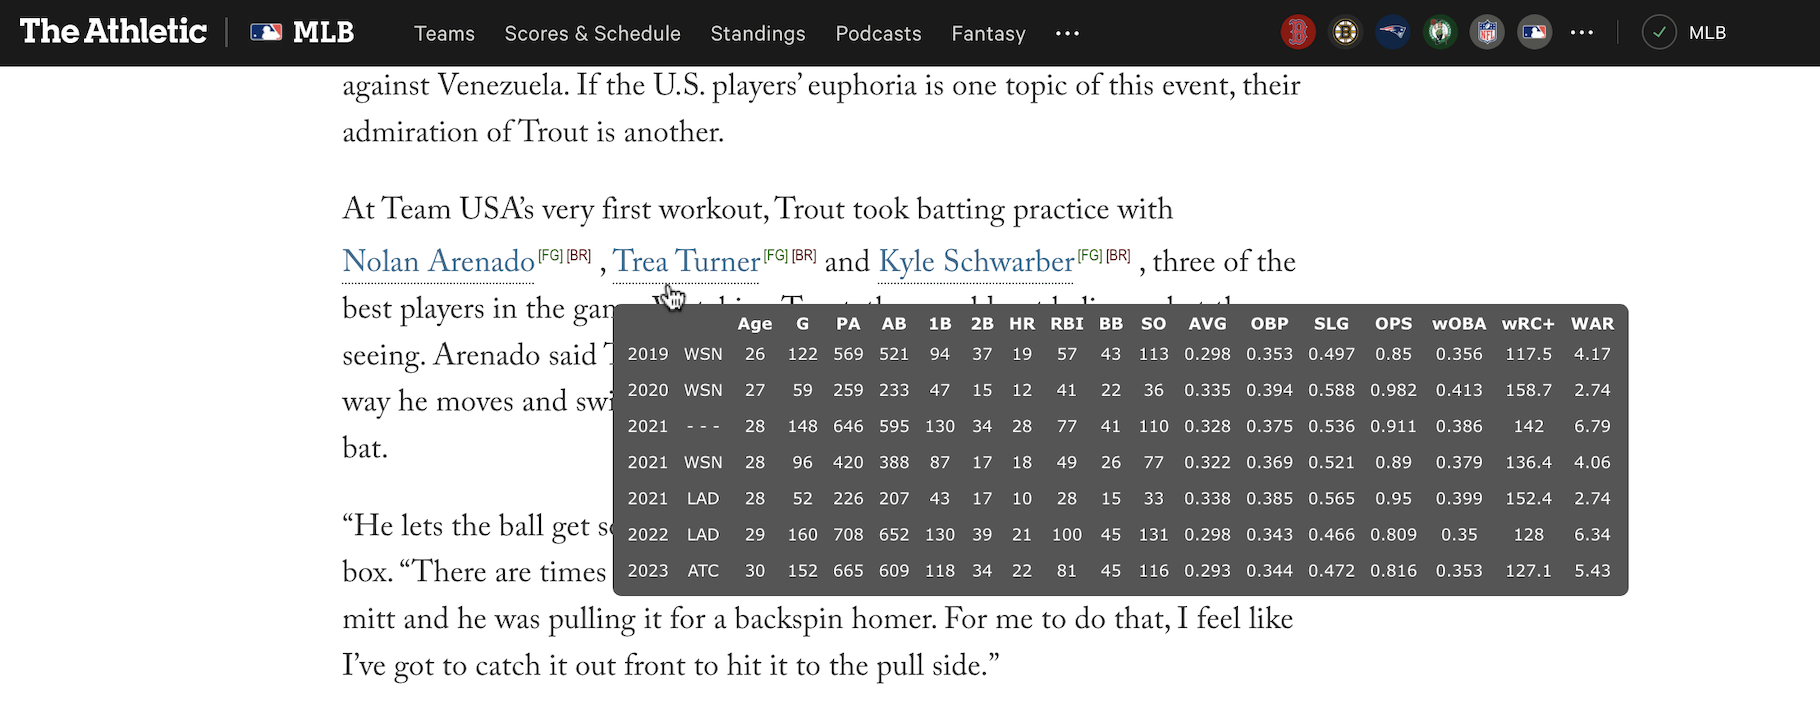 The Athletic MLB Teams Scores & Schedule Standings Podcasts Fantasy ••• ••• MLB
against Venezuela. If the U.S. players’ euphoria is one topic of this event, their
admiration of Trout is another.
At Team USA’s very first workout, Trout took batting practice with
Nolan Arenado [FG] [BR] , Trea Turner [FG] [BR] and Kyle Schwarber [FG] [BR] , three of the
best players in the
seeing. Arenado said
way he moves and
bat.
“He lets the ball get
box. “There are times
mitt and he was pulling it for a backspin homer. For me to do that, I feel like
I’ve got to catch it out front to hit it to the pull side.”
Age G PA AB 1B 2B HR RBI BB SO AVG OBP SLG OPS wOBA wRC+ WAR
2019 WSN 26 122 569 521 94 37 19 57 43 113 0.298 0.353 0.497 0.85 0.356 117.5 4.17
2020 WSN 27 59 259 233 47 15 12 41 22 36 0.335 0.394 0.588 0.982 0.413 158.7 2.74
2021 - - - 28 148 646 595 130 34 28 77 41 110 0.328 0.375 0.536 0.911 0.386 142 6.79
2021 WSN 28 96 420 388 87 17 18 49 26 77 0.322 0.369 0.521 0.89 0.379 136.4 4.06
2021 LAD 28 52 226 207 43 17 10 28 15 33 0.338 0.385 0.565 0.95 0.399 152.4 2.74
2022 LAD 29 160 708 652 130 39 21 100 45 131 0.298 0.343 0.466 0.809 0.35 128 6.34
2023 ATC 30 152 665 609 118 34 22 81 45 116 0.293 0.344 0.472 0.816 0.353 127.1 5.43